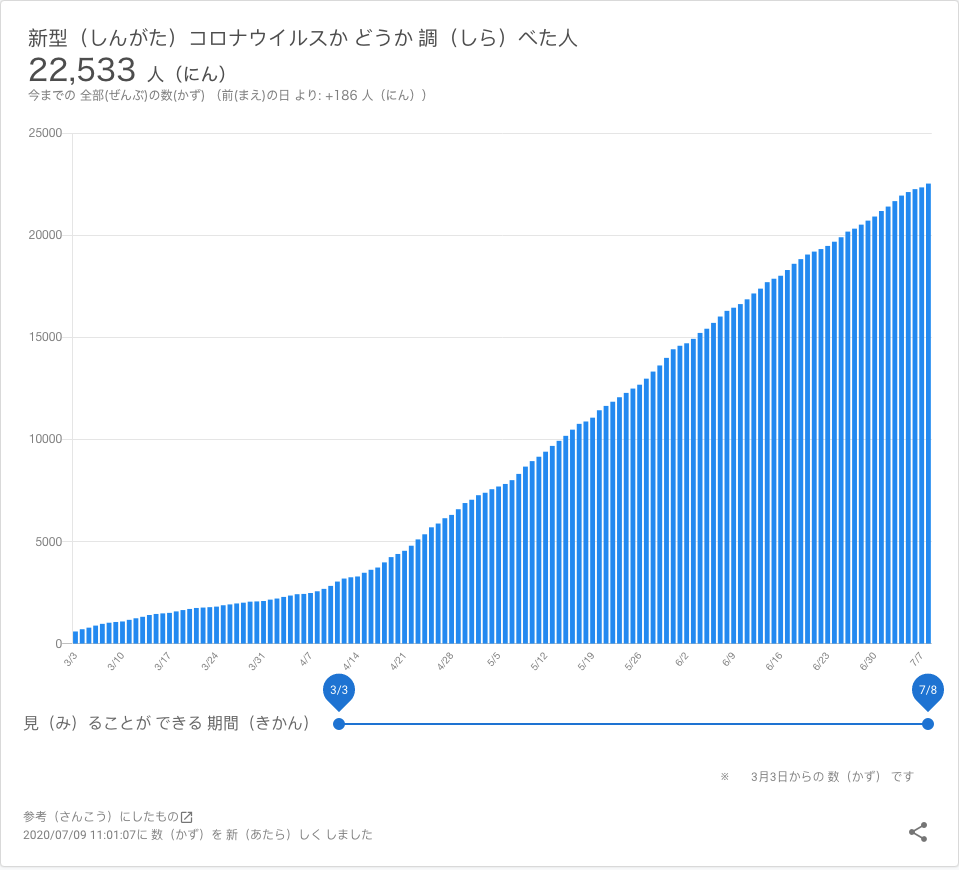 新型（しんがた）コロナウイルスか どうか 調（しら）べた人
22,533 人（にん）
今までの 全部(ぜんぶ)の数(かず) （前(まえ)の日 より: +186 人（にん））
25000
20000
15000
10000
5000
0
3/3 3/10 3/17 3/24 3/31 4/7 4/14 4/21 4/28 5/5 5/12 5/19 5/26 6/2 6/9 6/16 6/23 6/30 7/7
3/3 7/8
見（み）ることが できる 期間（きかん）
※ 3月3日からの 数（かず） です
参考（さんこう）にしたもの
2020/07/09 11:01:07に 数（かず）を 新（あたら）しく しました